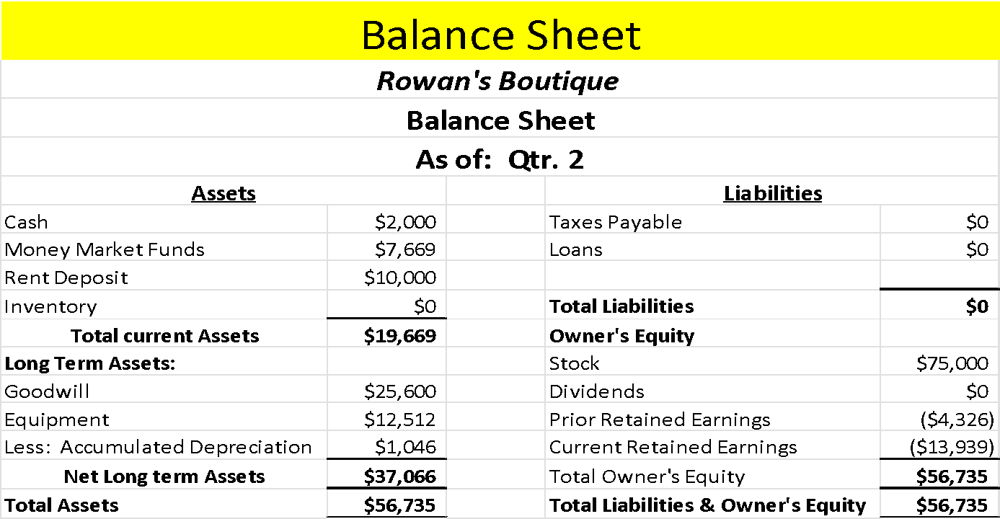 Balance Sheet
Rowan's Boutique
Balance Sheet
As of: Qtr. 2
Assets Liabilities
Cash $2,000 Taxes Payable $0
Money Market Funds $7,669 Loans $0
Rent Deposit $10,000
Inventory $0 Total Liabilities $0
Total current Assets $19,669 Owner's Equity
Long Term Assets: Stock $75,000
Goodwill $25,600 Dividends $0
Equipment $12,512 Prior Retained Earnings ($4,326)
Less: Accumulated Depreciation $1,046 Current Retained Earnings ($13,939)
Net Long term Assets $37,066 Total Owner's Equity $56,735
Total Assets $56,735 Total Liabilities & Owner's Equity $56,735